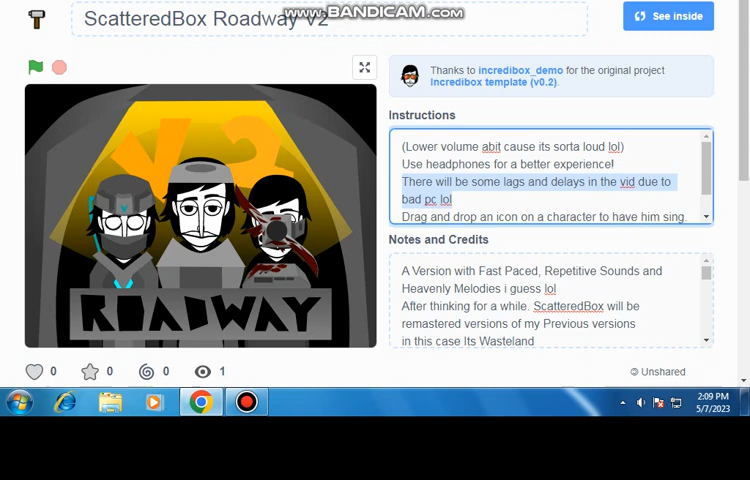 www.BANDICAM.com
ScatteredBox Roadway V2
See inside
Thanks to incredibox_demo for the original project
Incredibox template (v0.2).
Instructions
(Lower volume abit cause its sorta loud lol)
Use headphones for a better experience!
There will be some lags and delays in the vid due to
bad pc lol
Drag and drop an icon on a character to have him sing.
V2
ROADWAY
Notes and Credits
A Version with Fast Paced, Repetitive Sounds and
Heavenly Melodies i guess lol
After thinking for a while. ScatteredBox will be
remastered versions of my Previous versions
in this case Its Wasteland
0
0
0
1
Unshared
2:09 PM
5/7/2023